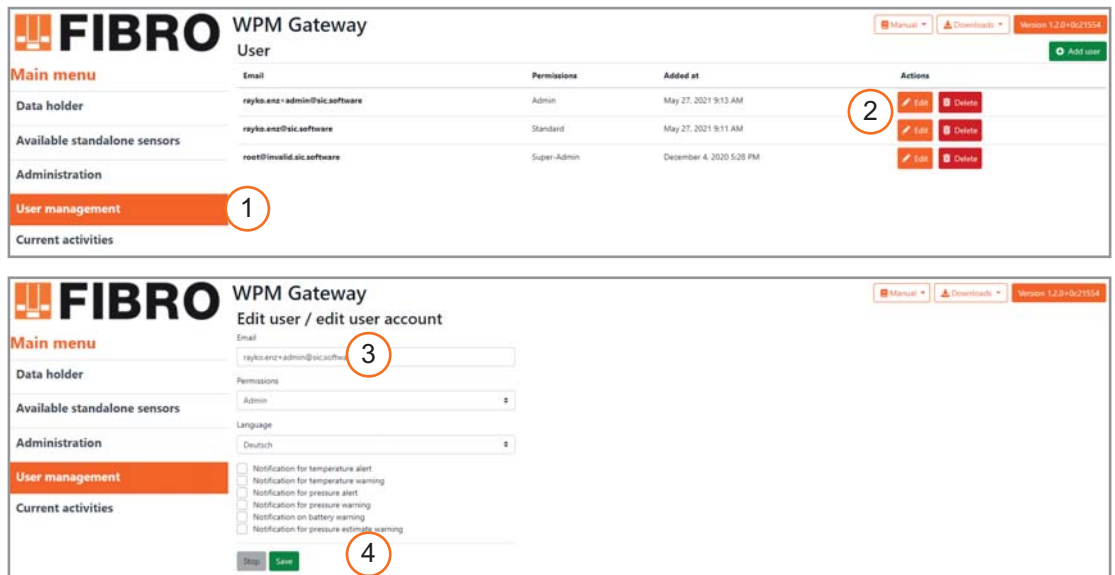 FIBRO
WPM Gateway
Manual
Downloads
Version 1.2.0+0c21554
User
Add user
Main menu
Data holder
Available standalone sensors
Administration
User management
Current activities
Email Permissions Added at Actions
rayko.enz+admin@sic.software Admin May 27, 2021 9:13 AM Edit Delete
rayko.enz@sic.software Standard May 27, 2021 9:11 AM Edit Delete
root@invalid.sic.software Super-Admin December 4, 2020 5:28 PM Edit Delete
1
2
FIBRO
WPM Gateway
Manual
Downloads
Version 1.2.0+0c21554
Edit user / edit user account
Main menu
Data holder
Available standalone sensors
Administration
User management
Current activities
Email
rayko.enz+admin@sic.softwa
3
Permissions
Admin
Language
Deutsch
Notification for temperature alert
Notification for temperature warning
Notification for pressure alert
Notification for pressure warning
Notification on battery warning
Notification for pressure estimate warning
Stop Save
4